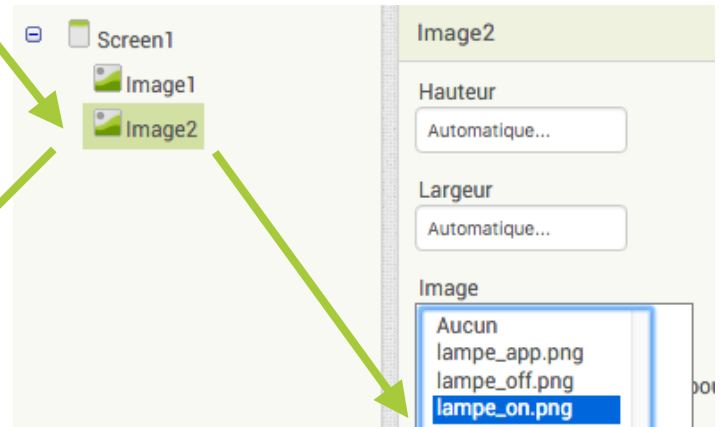 Screen1
Image1
Image2
Image2
Hauteur
Automatique...
Largeur
Automatique...
Image
Aucun
lampe_app.png
lampe_off.png
lampe_on.png